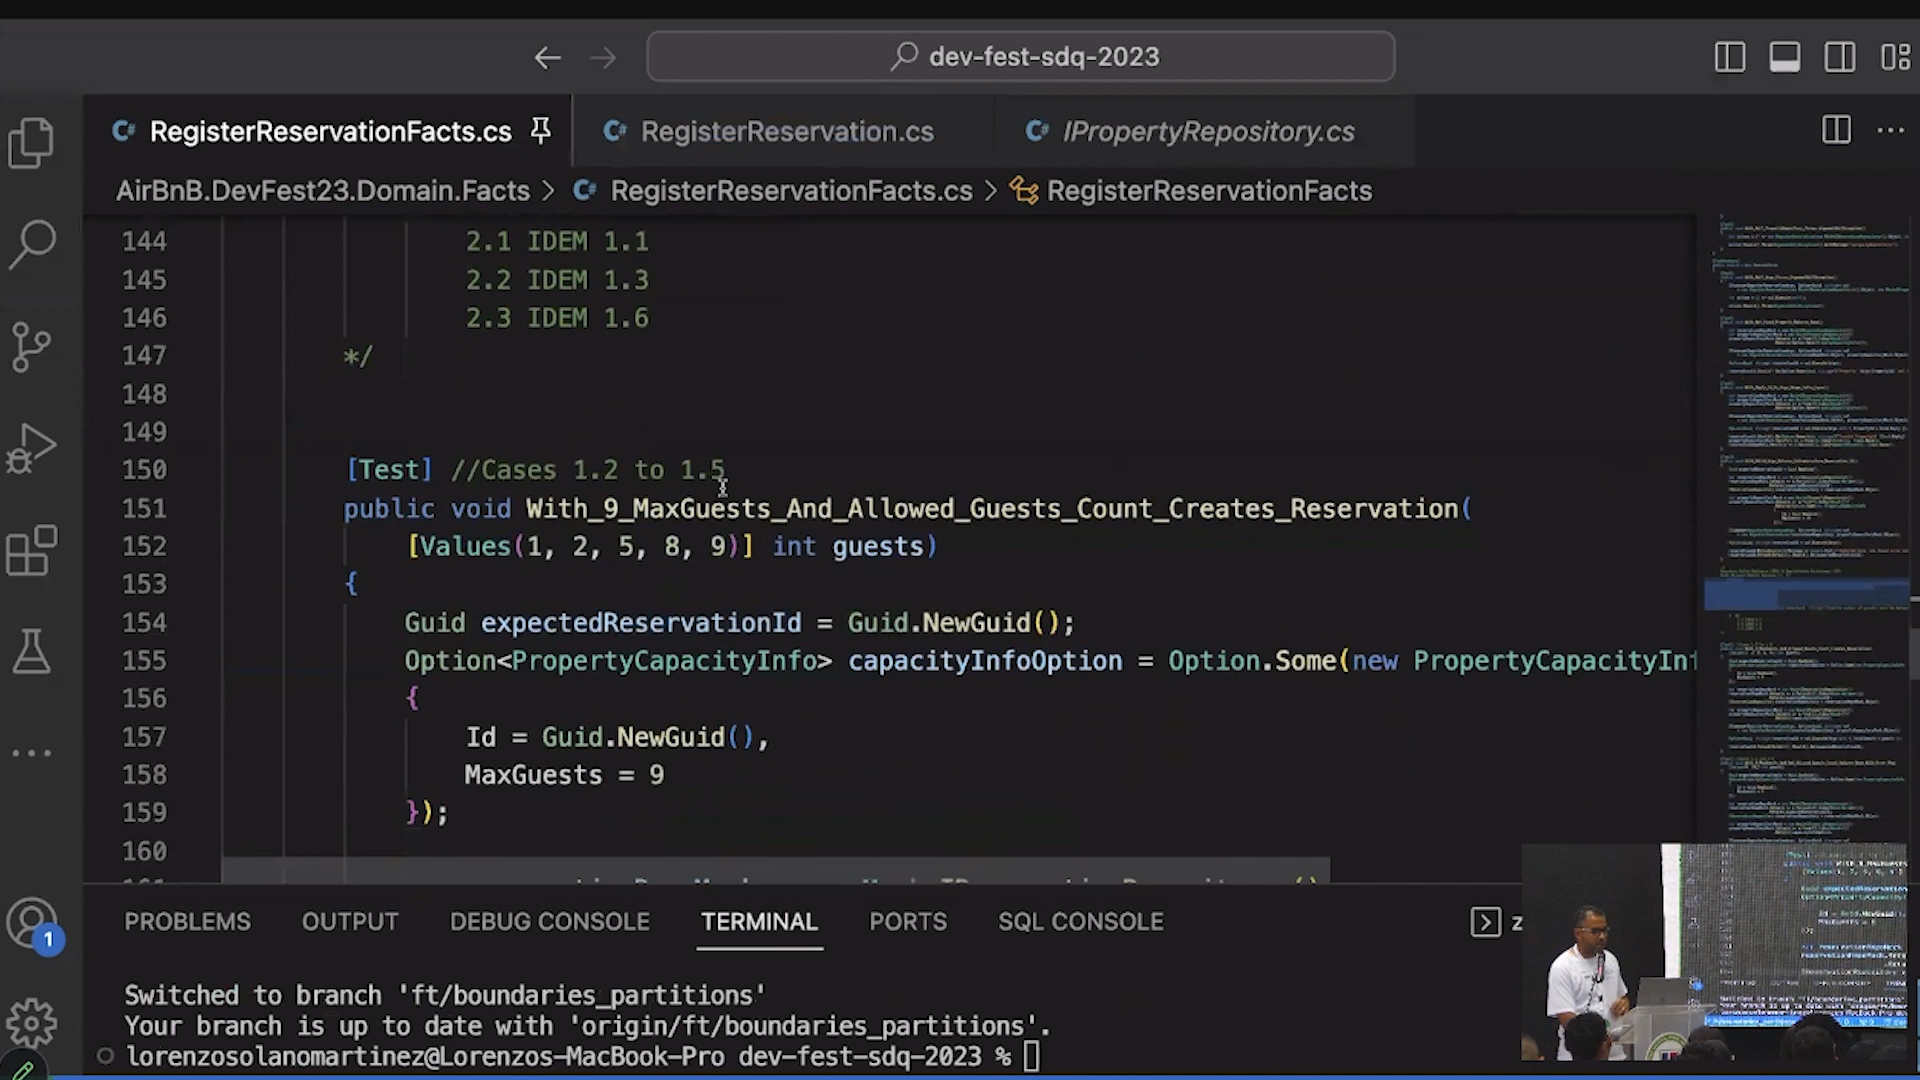 dev-fest-sdq-2023
RegisterReservationFacts.cs
RegisterReservation.cs
IPropertyRepository.cs
AirBnB.DevFest23.Domain.Facts > RegisterReservationFacts.cs > RegisterReservationFacts
144 2.1 IDEM 1.1
145 2.2 IDEM 1.3
146 2.3 IDEM 1.6
147 */
148
149
150 [Test] //Cases 1.2 to 1.5
151 public void With_9_MaxGuests_And_Allowed_Guests_Count_Creates_Reservation(
152 [Values(1, 2, 5, 8, 9)] int guests)
153 {
154 Guid expectedReservationId = Guid.NewGuid();
155 Option<PropertyCapacityInfo> capacityInfoOption = Option.Some(new PropertyCapacityInf
156 {
157 Id = Guid.NewGuid(),
158 MaxGuests = 9
159 });
160
PROBLEMS OUTPUT DEBUG CONSOLE TERMINAL PORTS SQL CONSOLE
z
1
Switched to branch 'ft/boundaries_partitions'
Your branch is up to date with 'origin/ft/boundaries_partitions'.
lorenzosolanomartinez@Lorenzos-MacBook-Pro dev-fest-sdq-2023 %